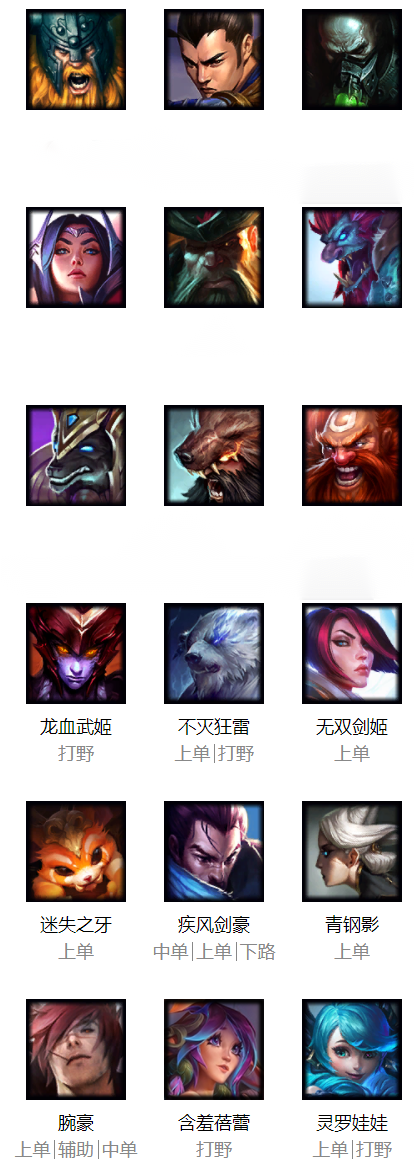 龙血武姬 不灭狂雷 无双剑姬
打野 上单|打野 上单
迷失之牙 疾风剑豪 青钢影
上单 中单|上单|下路 上单
腕豪 含羞蓓蕾 灵罗娃娃
上单|辅助|中单 打野 上单|打野